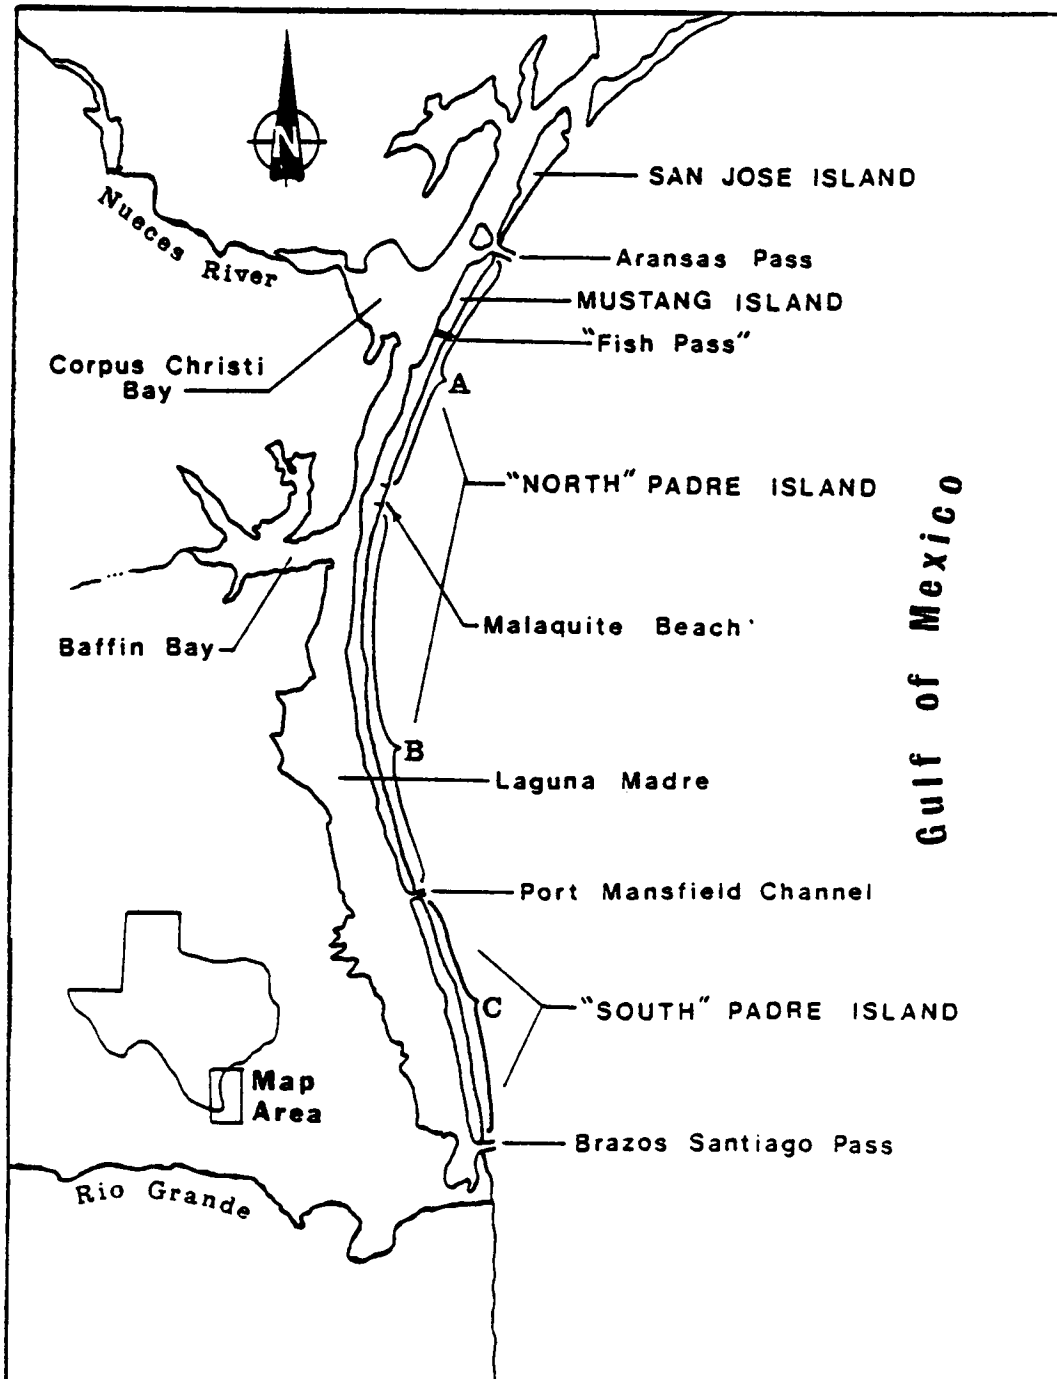 N
SAN JOSE ISLAND
Nueces River
Aransas Pass
MUSTANG ISLAND
"Fish Pass"
Corpus Christi
Bay
A
"NORTH" PADRE ISLAND
Gulf of Mexico
Malaquite Beach
Baffin Bay
B
Laguna Madre
Port Mansfield Channel
C
"SOUTH" PADRE ISLAND
Map
Area
Brazos Santiago Pass
Rio Grande